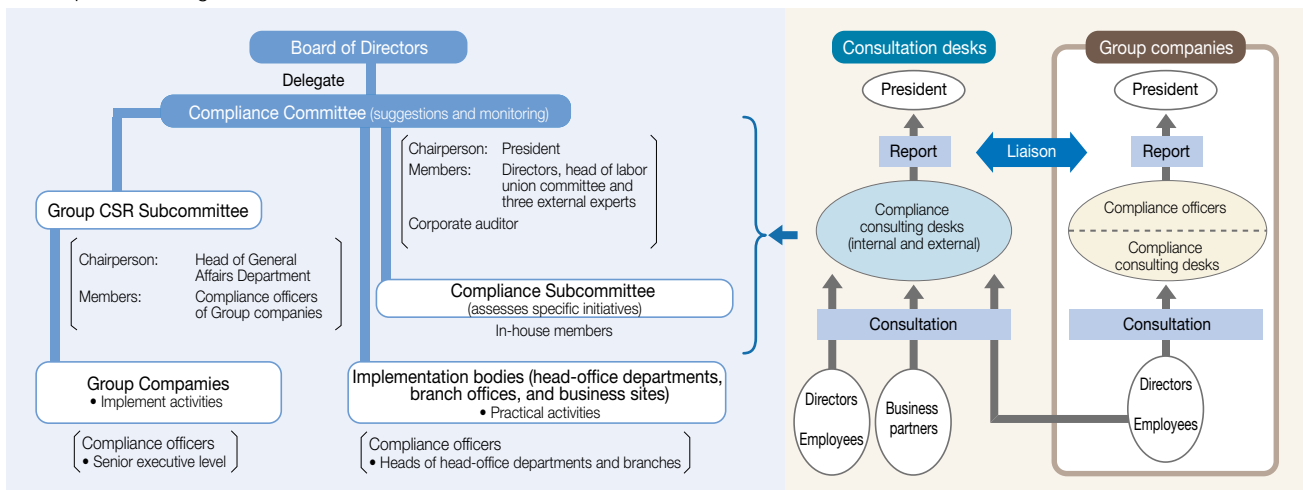 Board of Directors
Delegate
Compliance Committee (suggestions and monitoring)
Chairperson: President
Members: Directors, head of labor
union committee and
three external experts
Corporate auditor
Group CSR Subcommittee
Chairperson: Head of General
Affairs Department
Members: Compliance officers
of Group companies
Compliance Subcommittee
(assesses specific initiatives)
In-house members
Group Compamies
• Implement activities
Compliance officers
• Senior executive level
Implementation bodies (head-office departments,
branch offices, and business sites)
• Practical activities
Compliance officers
• Heads of head-office departments and branches
Consultation desks
President
Report
Compliance
consulting desks
(internal and external)
Consultation
Directors
Employees
Business
partners
Liaison
Group companies
President
Report
Compliance officers
Compliance
consulting desks
Consultation
Directors
Employees